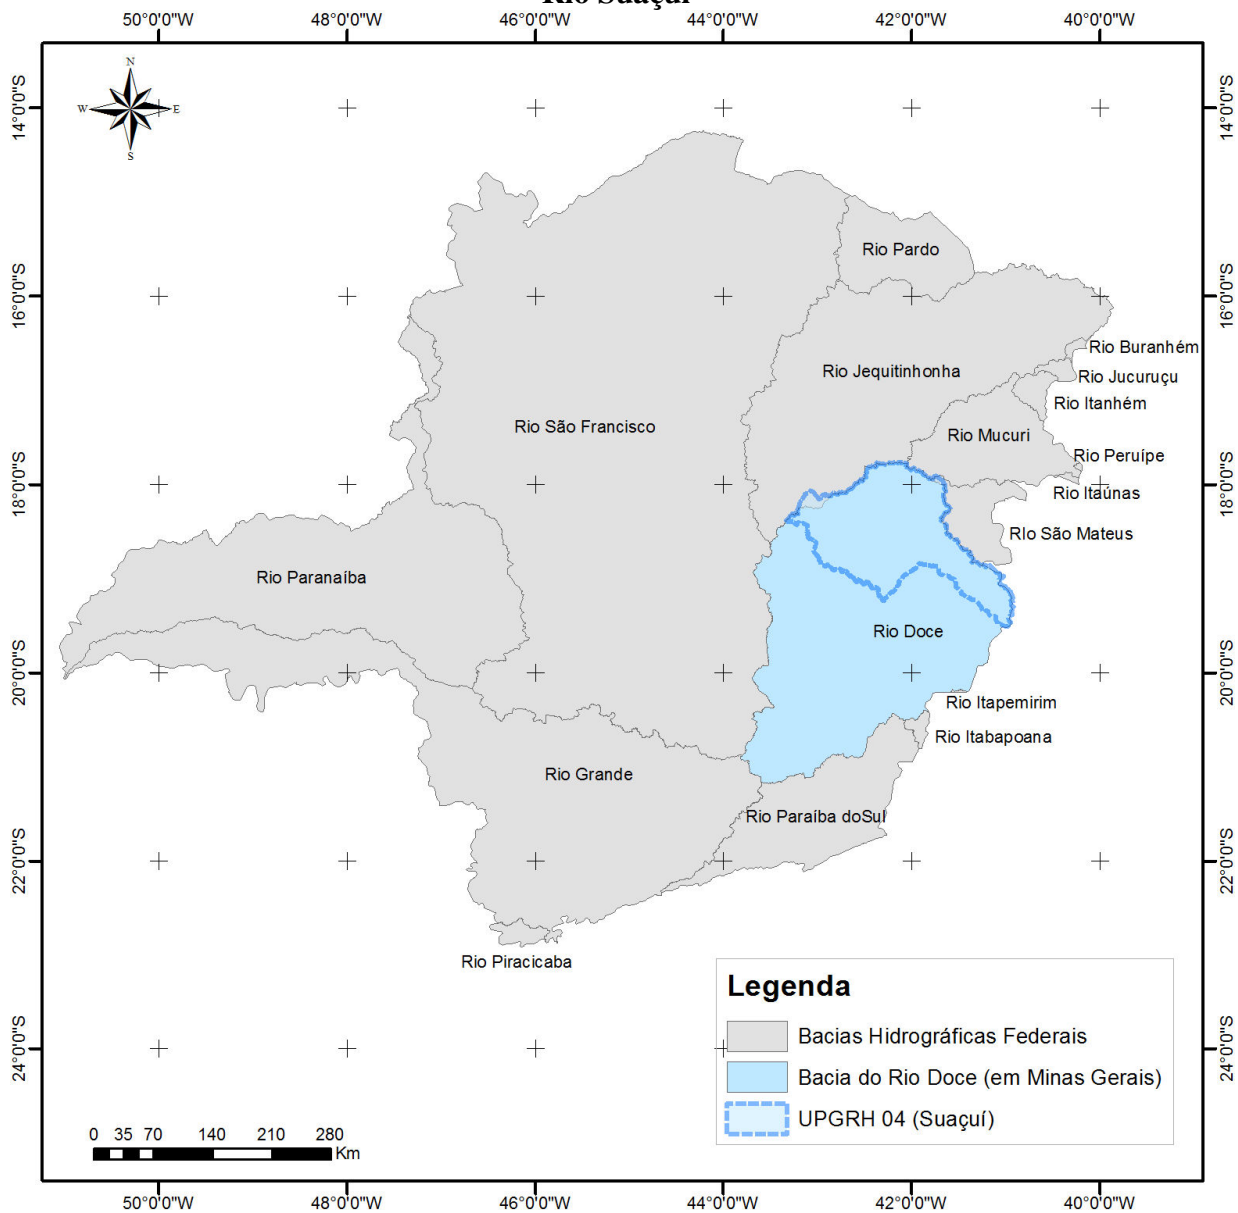 Rio Suaçuí
50°0'0"W 48°0'0"W 46°0'0"W 44°0'0"W 42°0'0"W 40°0'0"W
N
W E
S
14°0'0"S 14°0'0"S
Rio Pardo
16°0'0"S 16°0'0"S
Rio Buranhém
Rio Jequitinhonha
Rio Jucuruçu
Rio Itanhém
Rio São Francisco
Rio Mucuri
Rio Peruípe
18°0'0"S 18°0'0"S
Rio Itaúnas
RIo São Mateus
Rio Paranaíba
Rio Doce
20°0'0"S 20°0'0"S
Rio Itapemirim
Rio Itabapoana
Rio Grande
Rio Paraíba doSul
22°0'0"S 22°0'0"S
Rio Piracicaba
Legenda
Bacias Hidrográficas Federais
24°0'0"S 24°0'0"S
Bacia do Rio Doce (em Minas Gerais)
UPGRH 04 (Suaçuí)
0 35 70 140 210 280
Km
50°0'0"W 48°0'0"W 46°0'0"W 44°0'0"W 42°0'0"W 40°0'0"W